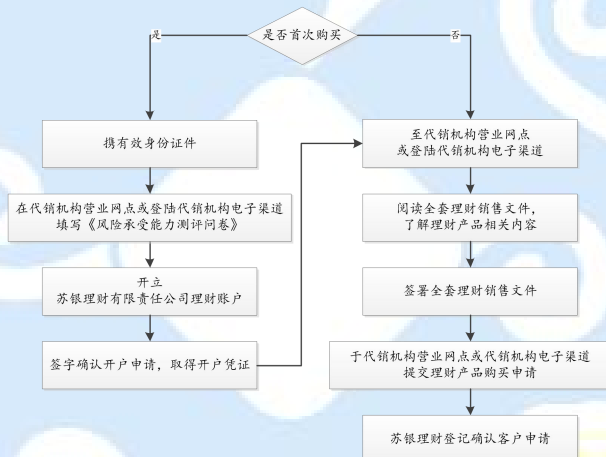 是否首次购买
是
否
携有效身份证件
在代销机构营业网点或登陆代销机构电子渠道
填写《风险承受能力测评问卷》
开立
苏银理财有限责任公司理财账户
签字确认开户申请，取得开户凭证
至代销机构营业网点
或登陆代销机构电子渠道
阅读全套理财销售文件，
了解理财产品相关内容
签署全套理财销售文件
于代销机构营业网点或代销机构电子渠道
提交理财产品购买申请
苏银理财登记确认客户申请